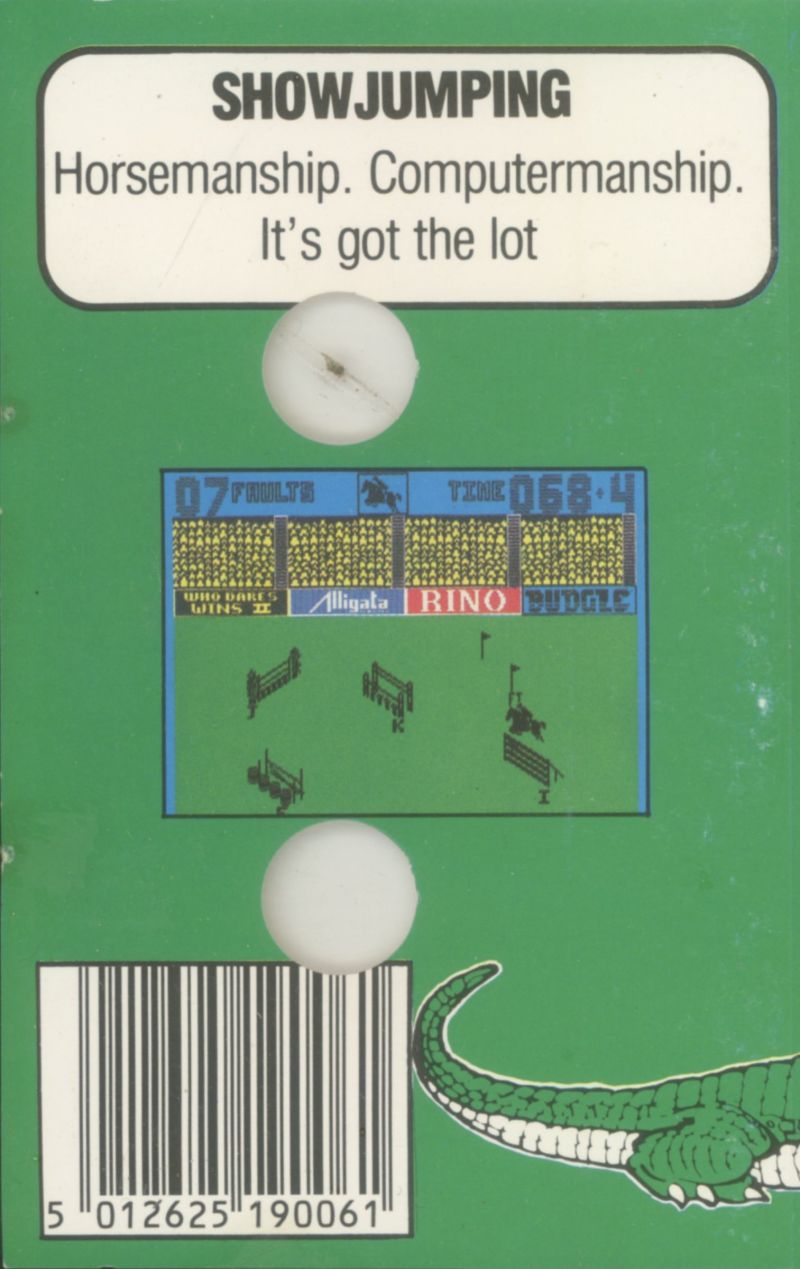 SHOWJUMPING
Horsemanship. Computermanship.
It's got the lot
07 FAULTS TIME 068·4
WHO DARES WINS II
Alligata
RINO
BUDGIE
J
K
I
5 012625 190061